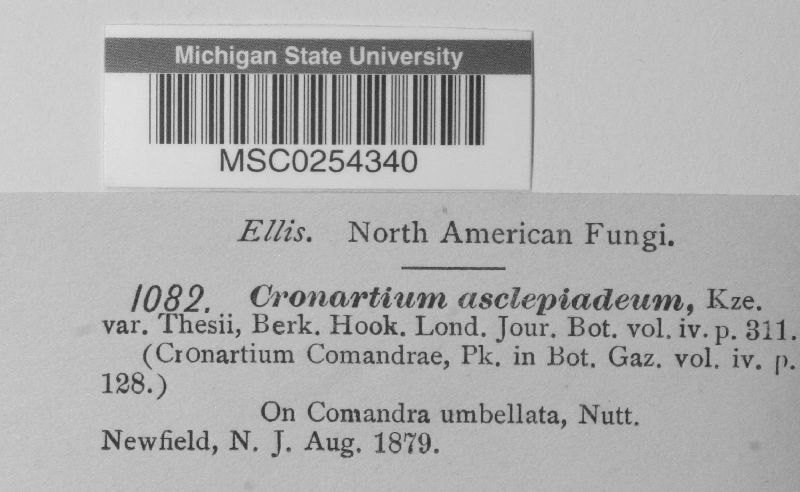 Michigan State University
MSC0254340
Ellis. North American Fungi.
1082. Cronartium asclepiadeum, Kze.
var. Thesii, Berk. Hook. Lond. Jour. Bot. vol. iv. p. 311.
(Cronartium Comandrae, Pk. in Bot. Gaz. vol. iv. p.
128.)
On Comandra umbellata, Nutt.
Newfield, N. J. Aug. 1879.